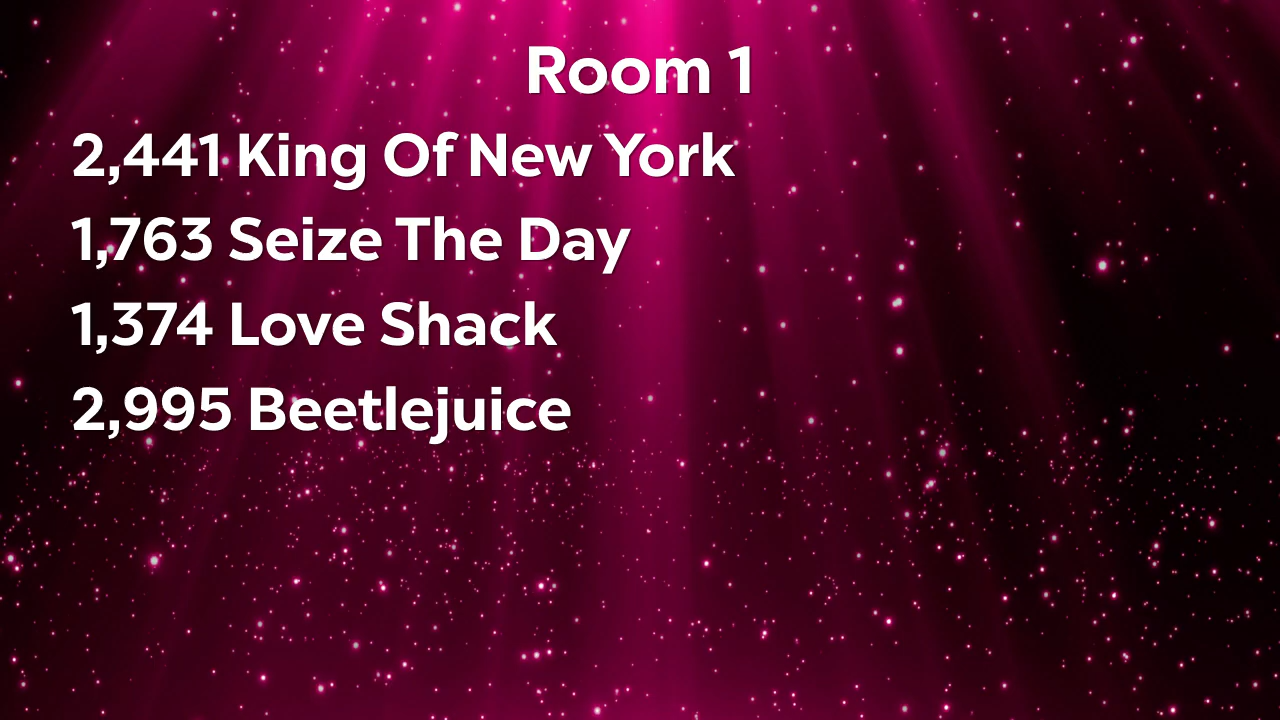 Room 1
2,441 King Of New York
1,763 Seize The Day
1,374 Love Shack
2,995 Beetlejuice